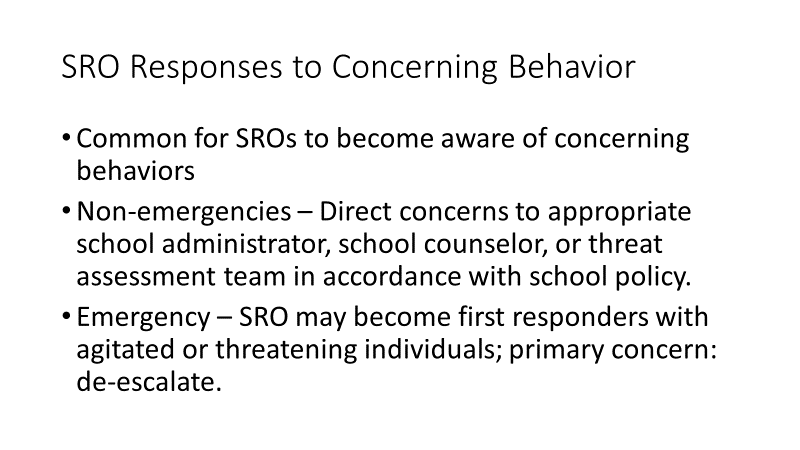 SRO Responses to Concerning Behavior
• Common for SROs to become aware of concerning
behaviors
• Non-emergencies – Direct concerns to appropriate
school administrator, school counselor, or threat
assessment team in accordance with school policy.
• Emergency – SRO may become first responders with
agitated or threatening individuals; primary concern:
de-escalate.